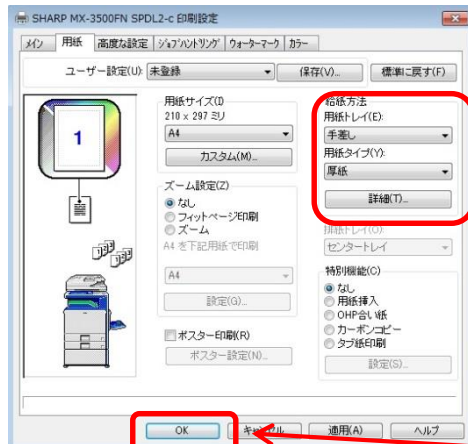 SHARP MX-3500FN SPDL2-c 印刷設定
メイン 用紙 高度な設定 ジョブハンドリング ウォーターマーク カラー
ユーザー設定(U): 未登録 保存(V)... 標準に戻す(F)
1
用紙サイズ(I)
210 x 297 ミリ
A4
カスタム(M)...
ズーム設定(Z)
なし
フィットページ印刷
ズーム
A4 を下記用紙で印刷
A4
設定(G)...
ポスター印刷(R)
ポスター設定(N)...
給紙方法
用紙トレイ(E):
手差し
用紙タイプ(Y):
厚紙
詳細(T)...
排紙トレイ(O):
センタートレイ
特別機能(C)
なし
用紙挿入
OHP合い紙
カーボンコピー
タブ紙印刷
設定(S)...
OK キャンセル 適用(A) ヘルプ